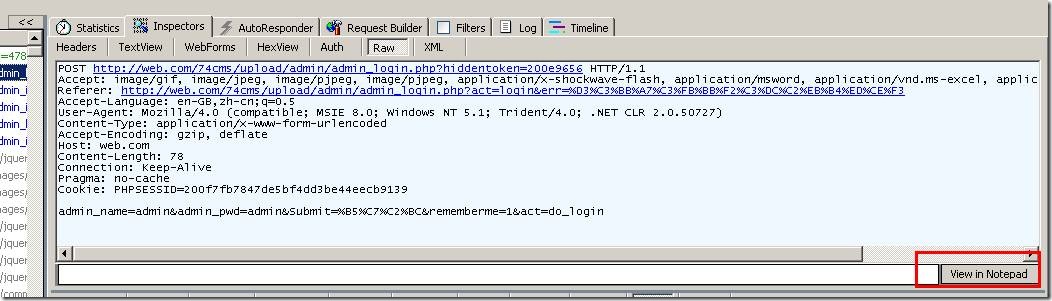 <<
Statistics Inspectors AutoResponder Request Builder Filters Log Timeline
Headers TextView WebForms HexView Auth Raw XML
=478
dmin_l
dmin_i
dmin_i
dmin_l
dmin_i
/jquer
nages/
nages/
/jquer
/jquer
/jquer
/jquer
/comp
POST http://web.com/74cms/upload/admin/admin_login.php?hiddentoken=200e9656 HTTP/1.1
Accept: image/gif, image/jpeg, image/pjpeg, image/pjpeg, application/x-shockwave-flash, application/msword, application/vnd.ms-excel, applic
Referer: http://web.com/74cms/upload/admin/admin_login.php?act=login&err=%D3%C3%BB%A7%C3%FB%BB%F2%C3%DC%C2%EB%B4%ED%CE%F3
Accept-Language: en-GB,zh-cn;q=0.5
User-Agent: Mozilla/4.0 (compatible; MSIE 8.0; Windows NT 5.1; Trident/4.0; .NET CLR 2.0.50727)
Content-Type: application/x-www-form-urlencoded
Accept-Encoding: gzip, deflate
Host: web.com
Content-Length: 78
Connection: Keep-Alive
Pragma: no-cache
Cookie: PHPSESSID=200f7fb7847de5bf4dd3be44eecb9139
admin_name=admin&admin_pwd=admin&Submit=%B5%C7%C2%BC&rememberme=1&act=do_login
View in Notepad